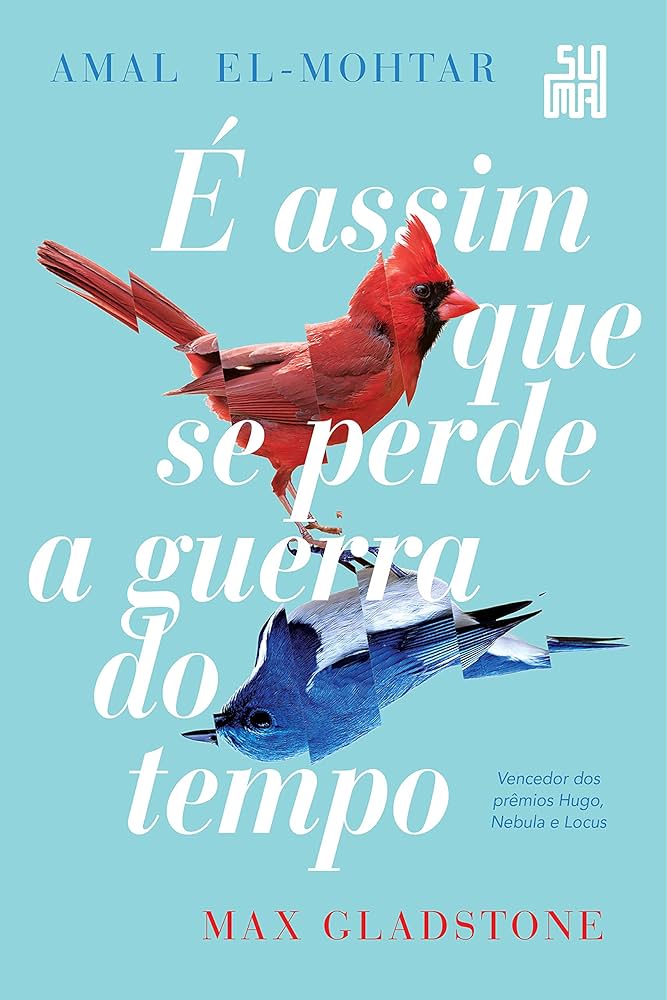 AMAL EL-MOHTAR
SUMA
É assim
que
se perde
a guerra
do
tempo
Vencedor dos
prêmios Hugo,
Nebula e Locus
MAX GLADSTONE